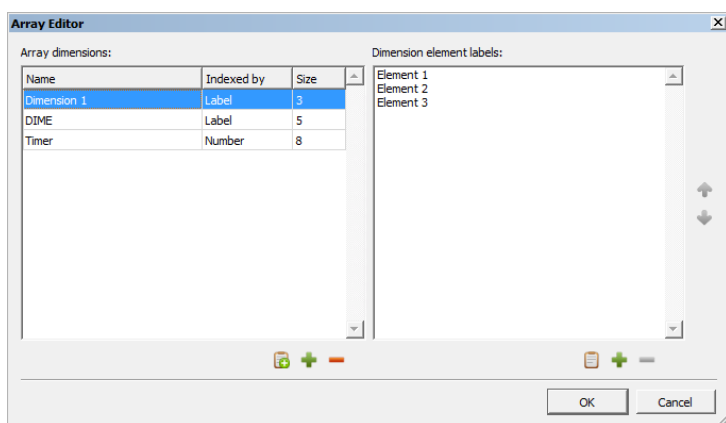 Array Editor
Array dimensions:
Name Indexed by Size
Dimension 1 Label 3
DIME Label 5
Timer Number 8
Dimension element labels:
Element 1
Element 2
Element 3
OK Cancel